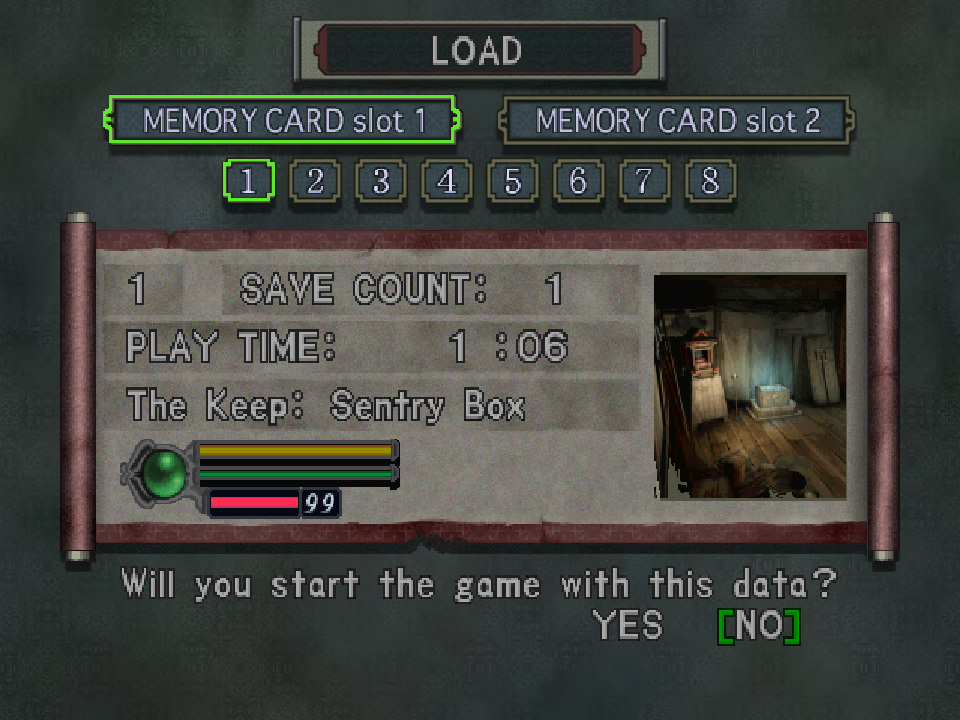 LOAD
MEMORY CARD slot 1 MEMORY CARD slot 2
1 2 3 4 5 6 7 8
1 SAVE COUNT: 1
PLAY TIME: 1 :06
The Keep: Sentry Box
99
Will you start the game with this data?
YES [NO]